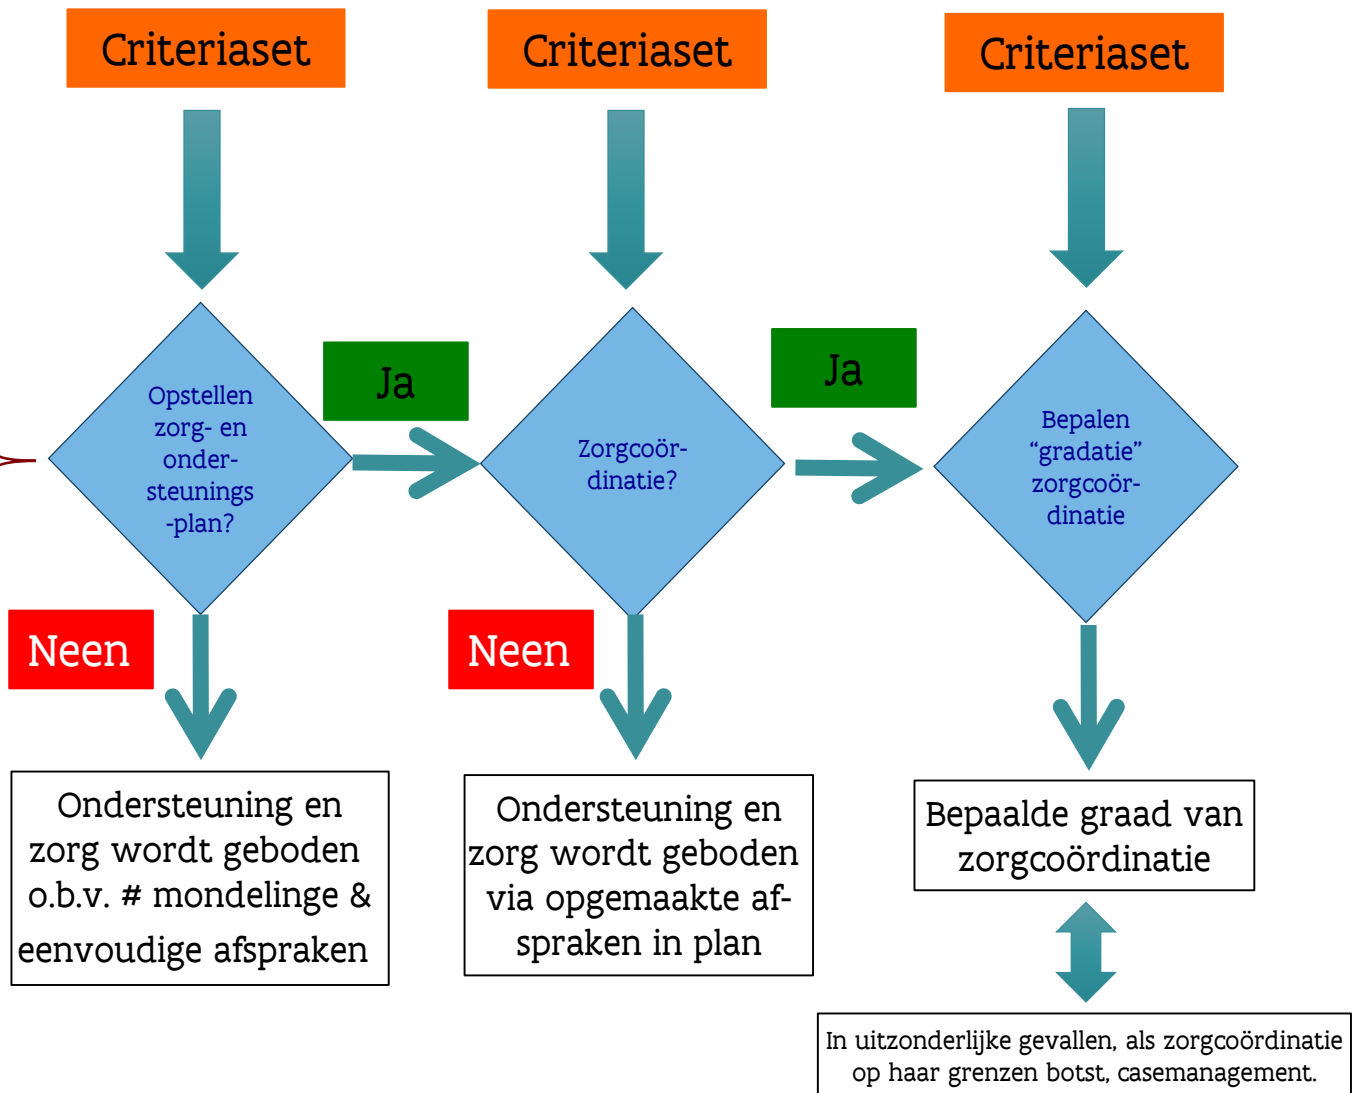 Criteriaset
Criteriaset
Criteriaset
Opstellen
zorg- en
onder-
steunings
-plan?
Ja
Zorgcoör-
dinatie?
Ja
Bepalen
“gradatie”
zorgcoör-
dinatie
Neen
Neen
Ondersteuning en
zorg wordt geboden
o.b.v. # mondelinge &
eenvoudige afspraken
Ondersteuning en
zorg wordt geboden
via opgemaakte af-
spraken in plan
Bepaalde graad van
zorgcoördinatie
In uitzonderlijke gevallen, als zorgcoördinatie
op haar grenzen botst, casemanagement.